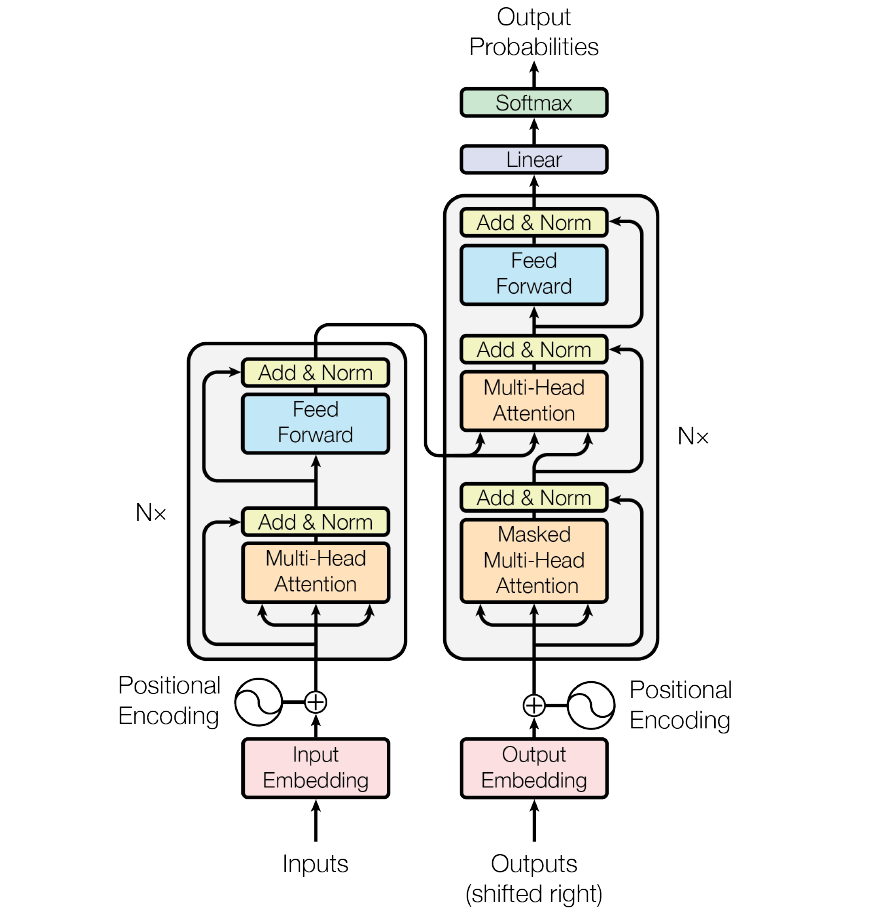 Output
Probabilities
Softmax
Linear
Add & Norm
Feed
Forward
Add & Norm
Multi-Head
Attention
Add & Norm
Masked
Multi-Head
Attention
N×
Add & Norm
Feed
Forward
Add & Norm
Multi-Head
Attention
N×
Positional
Encoding
Positional
Encoding
Input
Embedding
Output
Embedding
Inputs
Outputs
(shifted right)